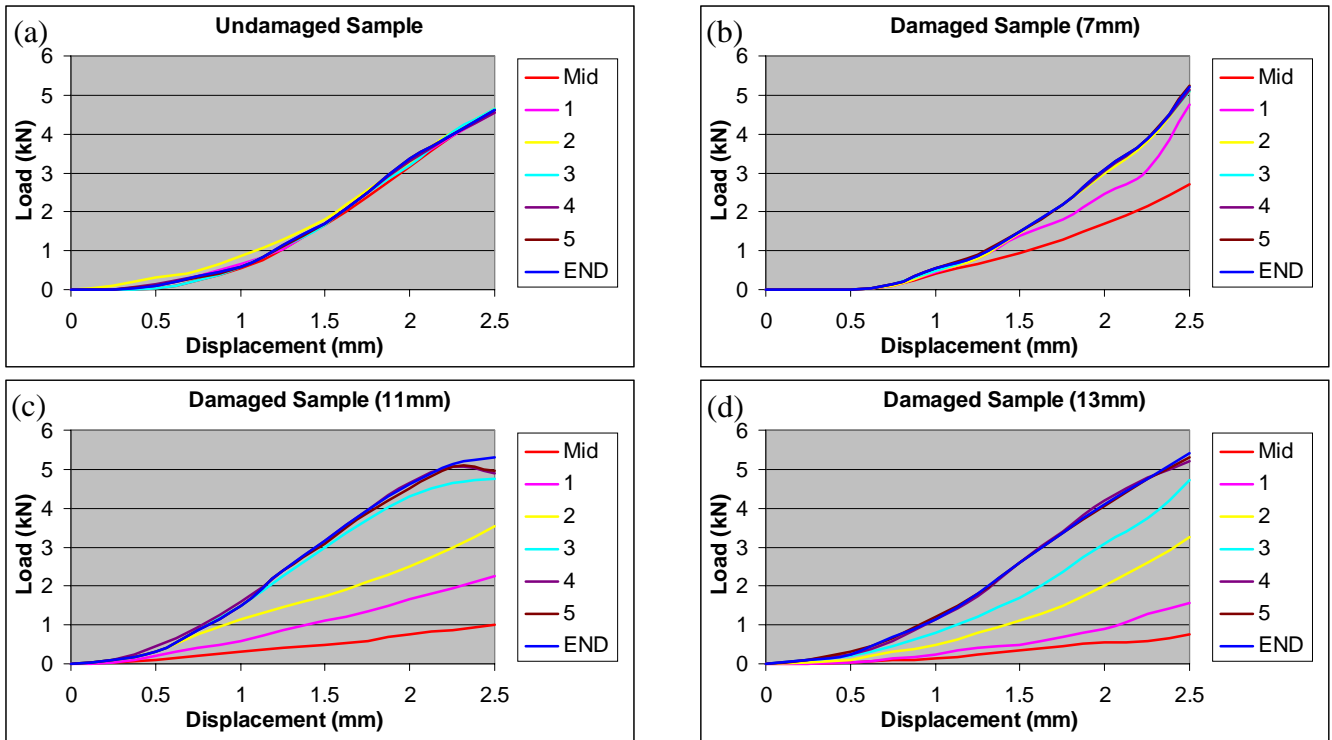 (a)
Undamaged Sample
Load (kN)
6
5
4
3
2
1
0
0 0.5 1 1.5 2 2.5
Displacement (mm)
Mid
1
2
3
4
5
END
(b)
Damaged Sample (7mm)
Load (kN)
6
5
4
3
2
1
0
0 0.5 1 1.5 2 2.5
Displacement (mm)
Mid
1
2
3
4
5
END
(c)
Damaged Sample (11mm)
Load (kN)
6
5
4
3
2
1
0
0 0.5 1 1.5 2 2.5
Displacement (mm)
Mid
1
2
3
4
5
END
(d)
Damaged Sample (13mm)
Load (kN)
6
5
4
3
2
1
0
0 0.5 1 1.5 2 2.5
Displacement (mm)
Mid
1
2
3
4
5
END